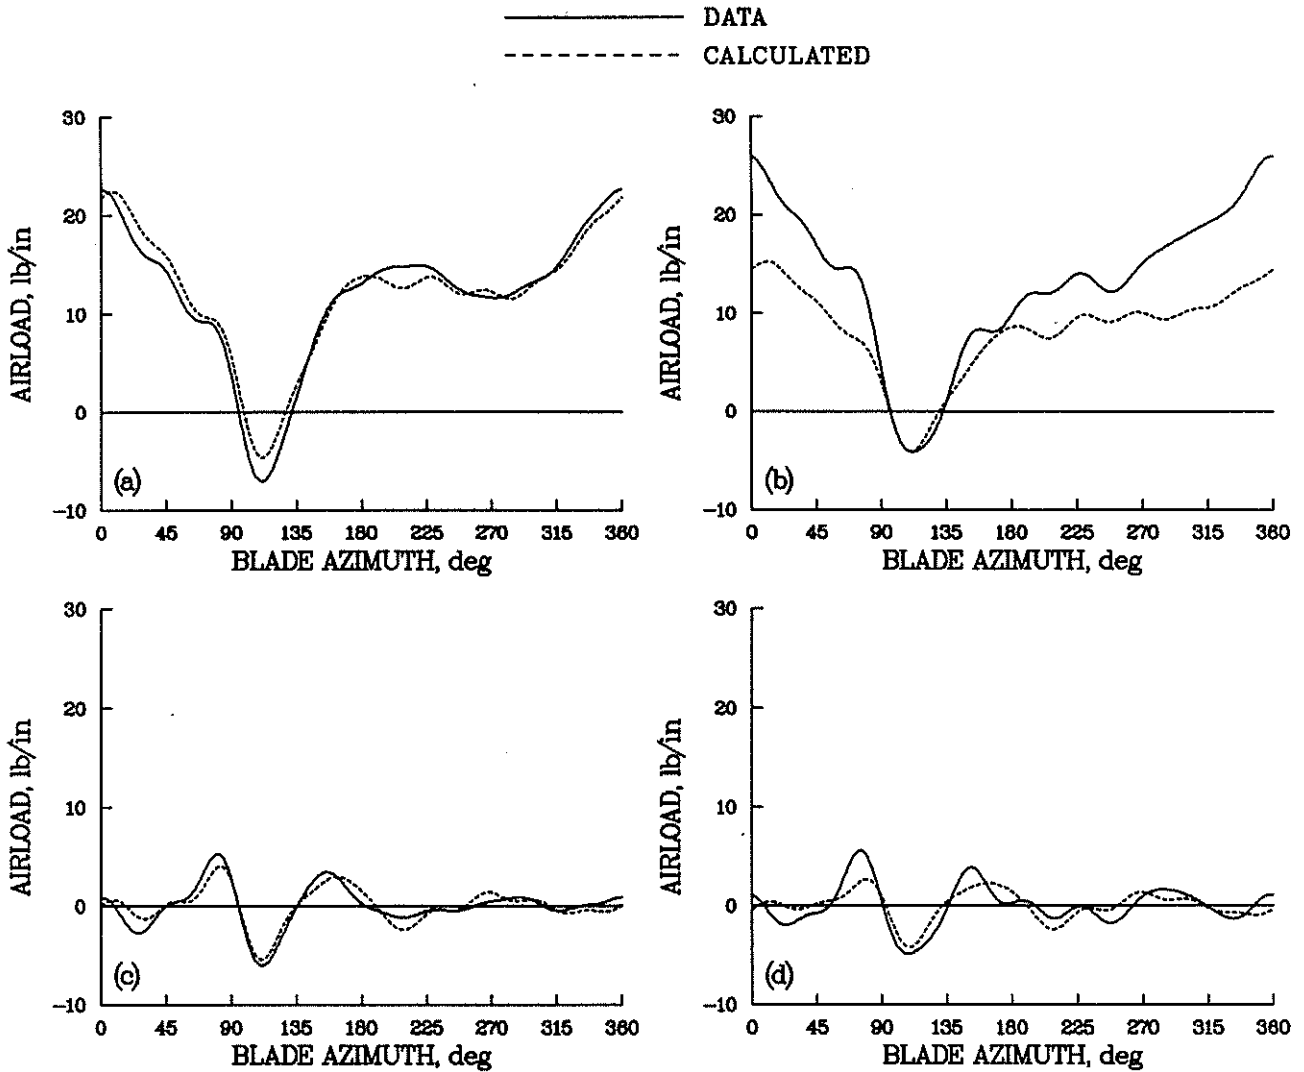 DATA
CALCULATED
30
20
10
0
-10
AIRLOAD, lb/in
(a)
0 45 90 135 180 225 270 315 360
BLADE AZIMUTH, deg
30
20
10
0
-10
AIRLOAD, lb/in
(b)
0 45 90 135 180 225 270 315 360
BLADE AZIMUTH, deg
30
20
10
0
-10
AIRLOAD, lb/in
(c)
0 45 90 135 180 225 270 315 360
BLADE AZIMUTH, deg
30
20
10
0
-10
AIRLOAD, lb/in
(d)
0 45 90 135 180 225 270 315 360
BLADE AZIMUTH, deg